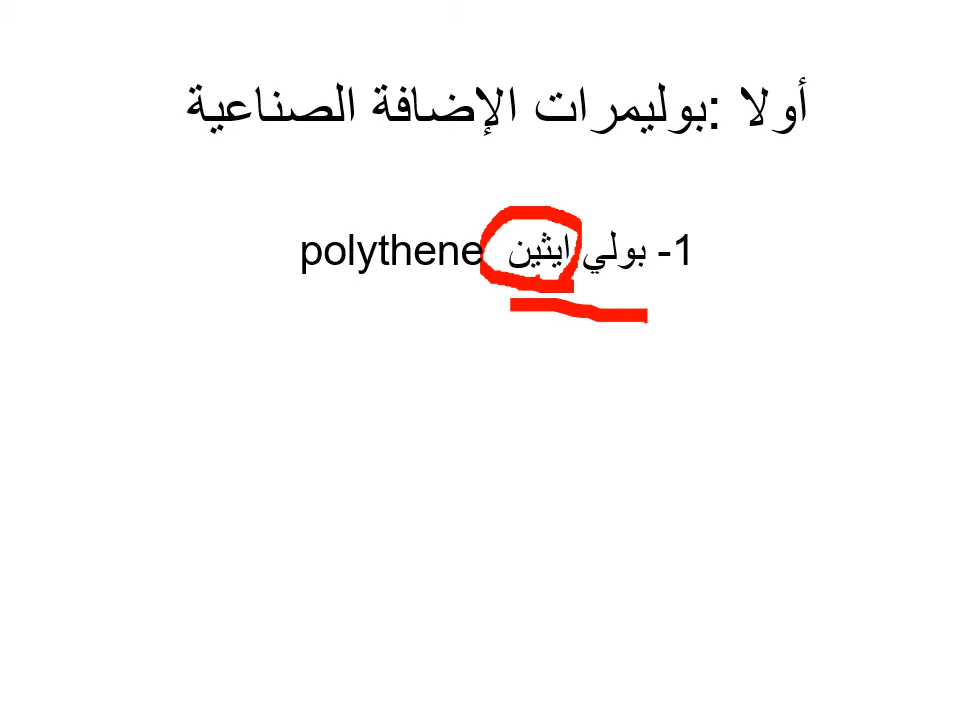 أولا :بوليمرات الإضافة الصناعية
1- بولي ايثين polythene